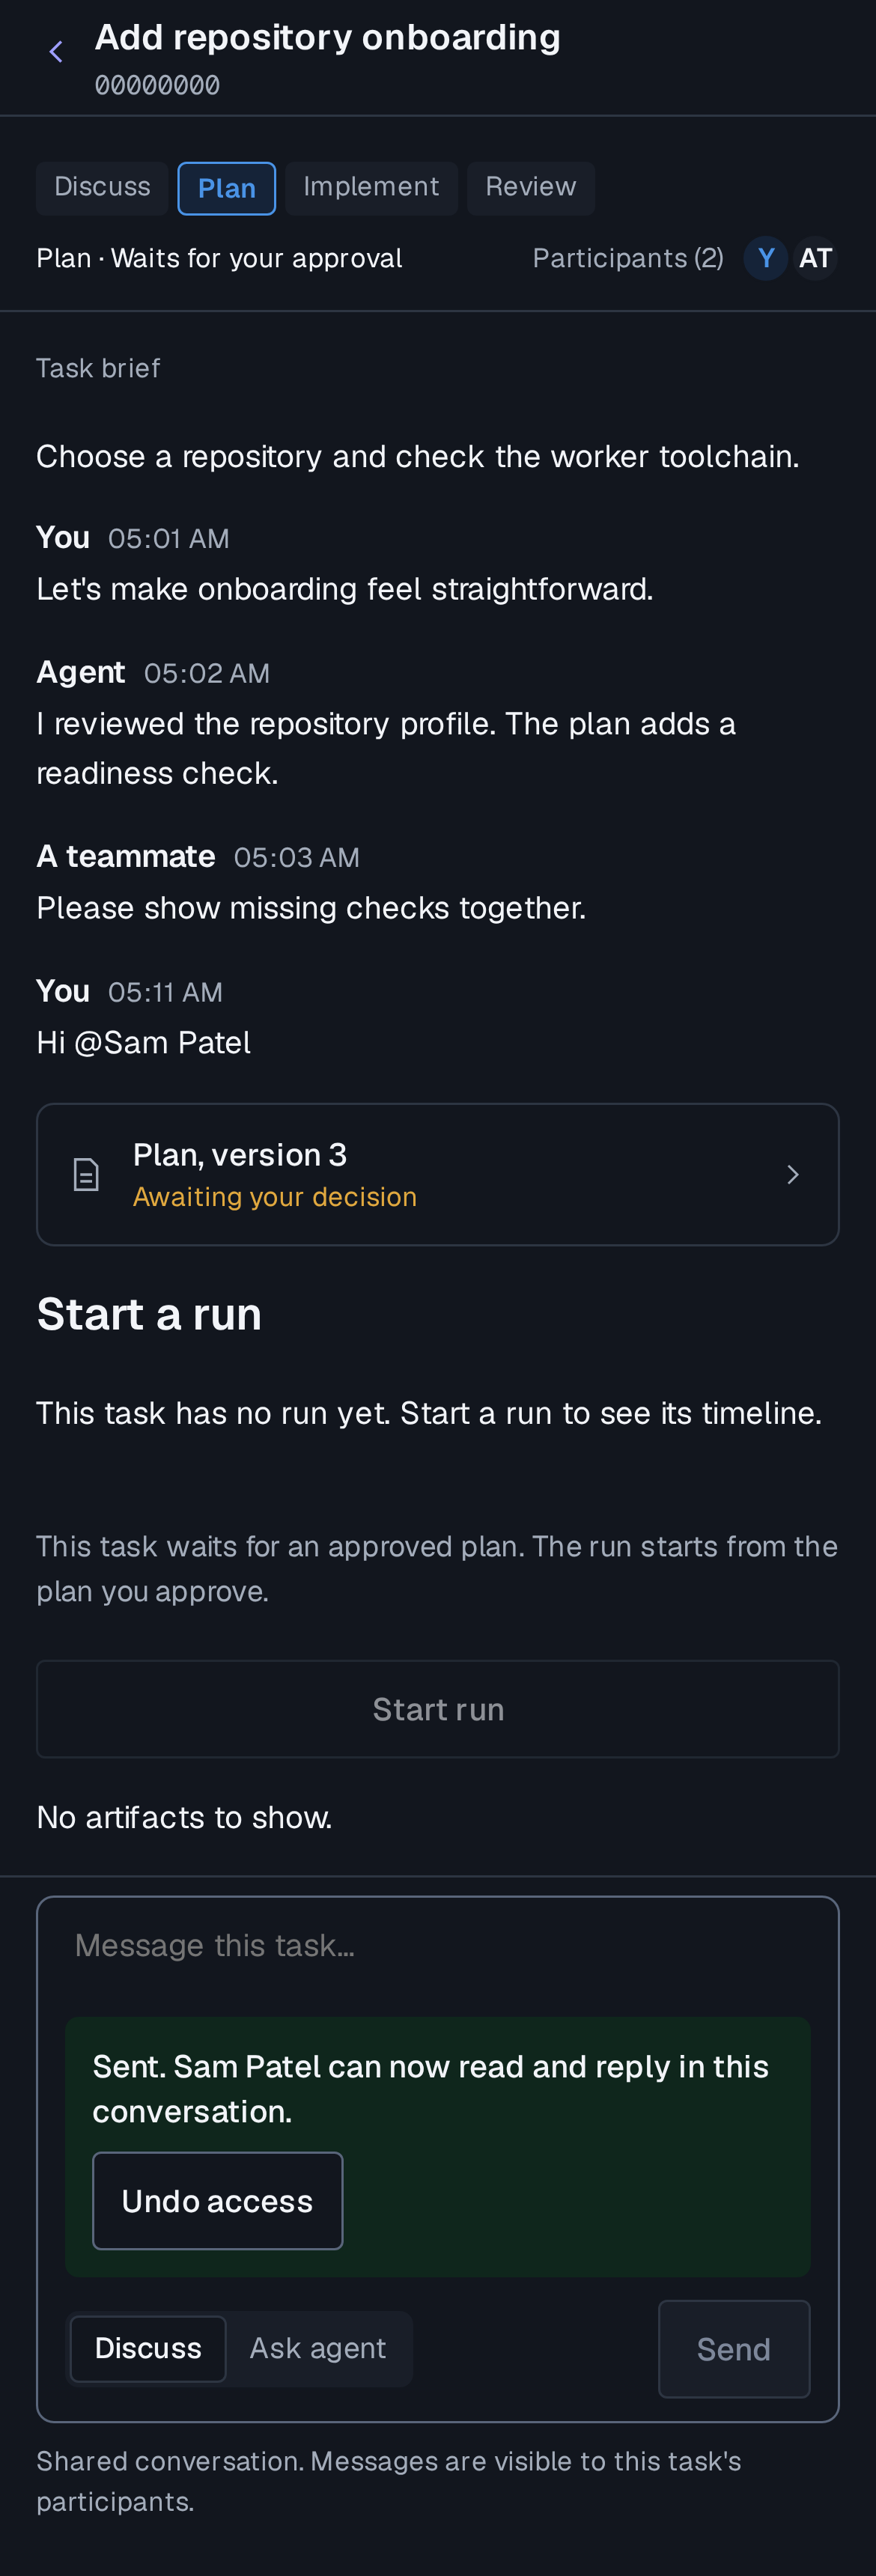 Add repository onboarding
00000000
Discuss
Plan
Implement
Review
Plan · Waits for your approval
Participants (2)
Y
AT
Task brief
Choose a repository and check the worker toolchain.
You 05:01 AM
Let's make onboarding feel straightforward.
Agent 05:02 AM
I reviewed the repository profile. The plan adds a
readiness check.
A teammate 05:03 AM
Please show missing checks together.
You 05:11 AM
Hi @Sam Patel
Plan, version 3
Awaiting your decision
Start a run
This task has no run yet. Start a run to see its timeline.
This task waits for an approved plan. The run starts from the
plan you approve.
Start run
No artifacts to show.
Message this task...
Sent. Sam Patel can now read and reply in this
conversation.
Undo access
Discuss
Ask agent
Send
Shared conversation. Messages are visible to this task's
participants.